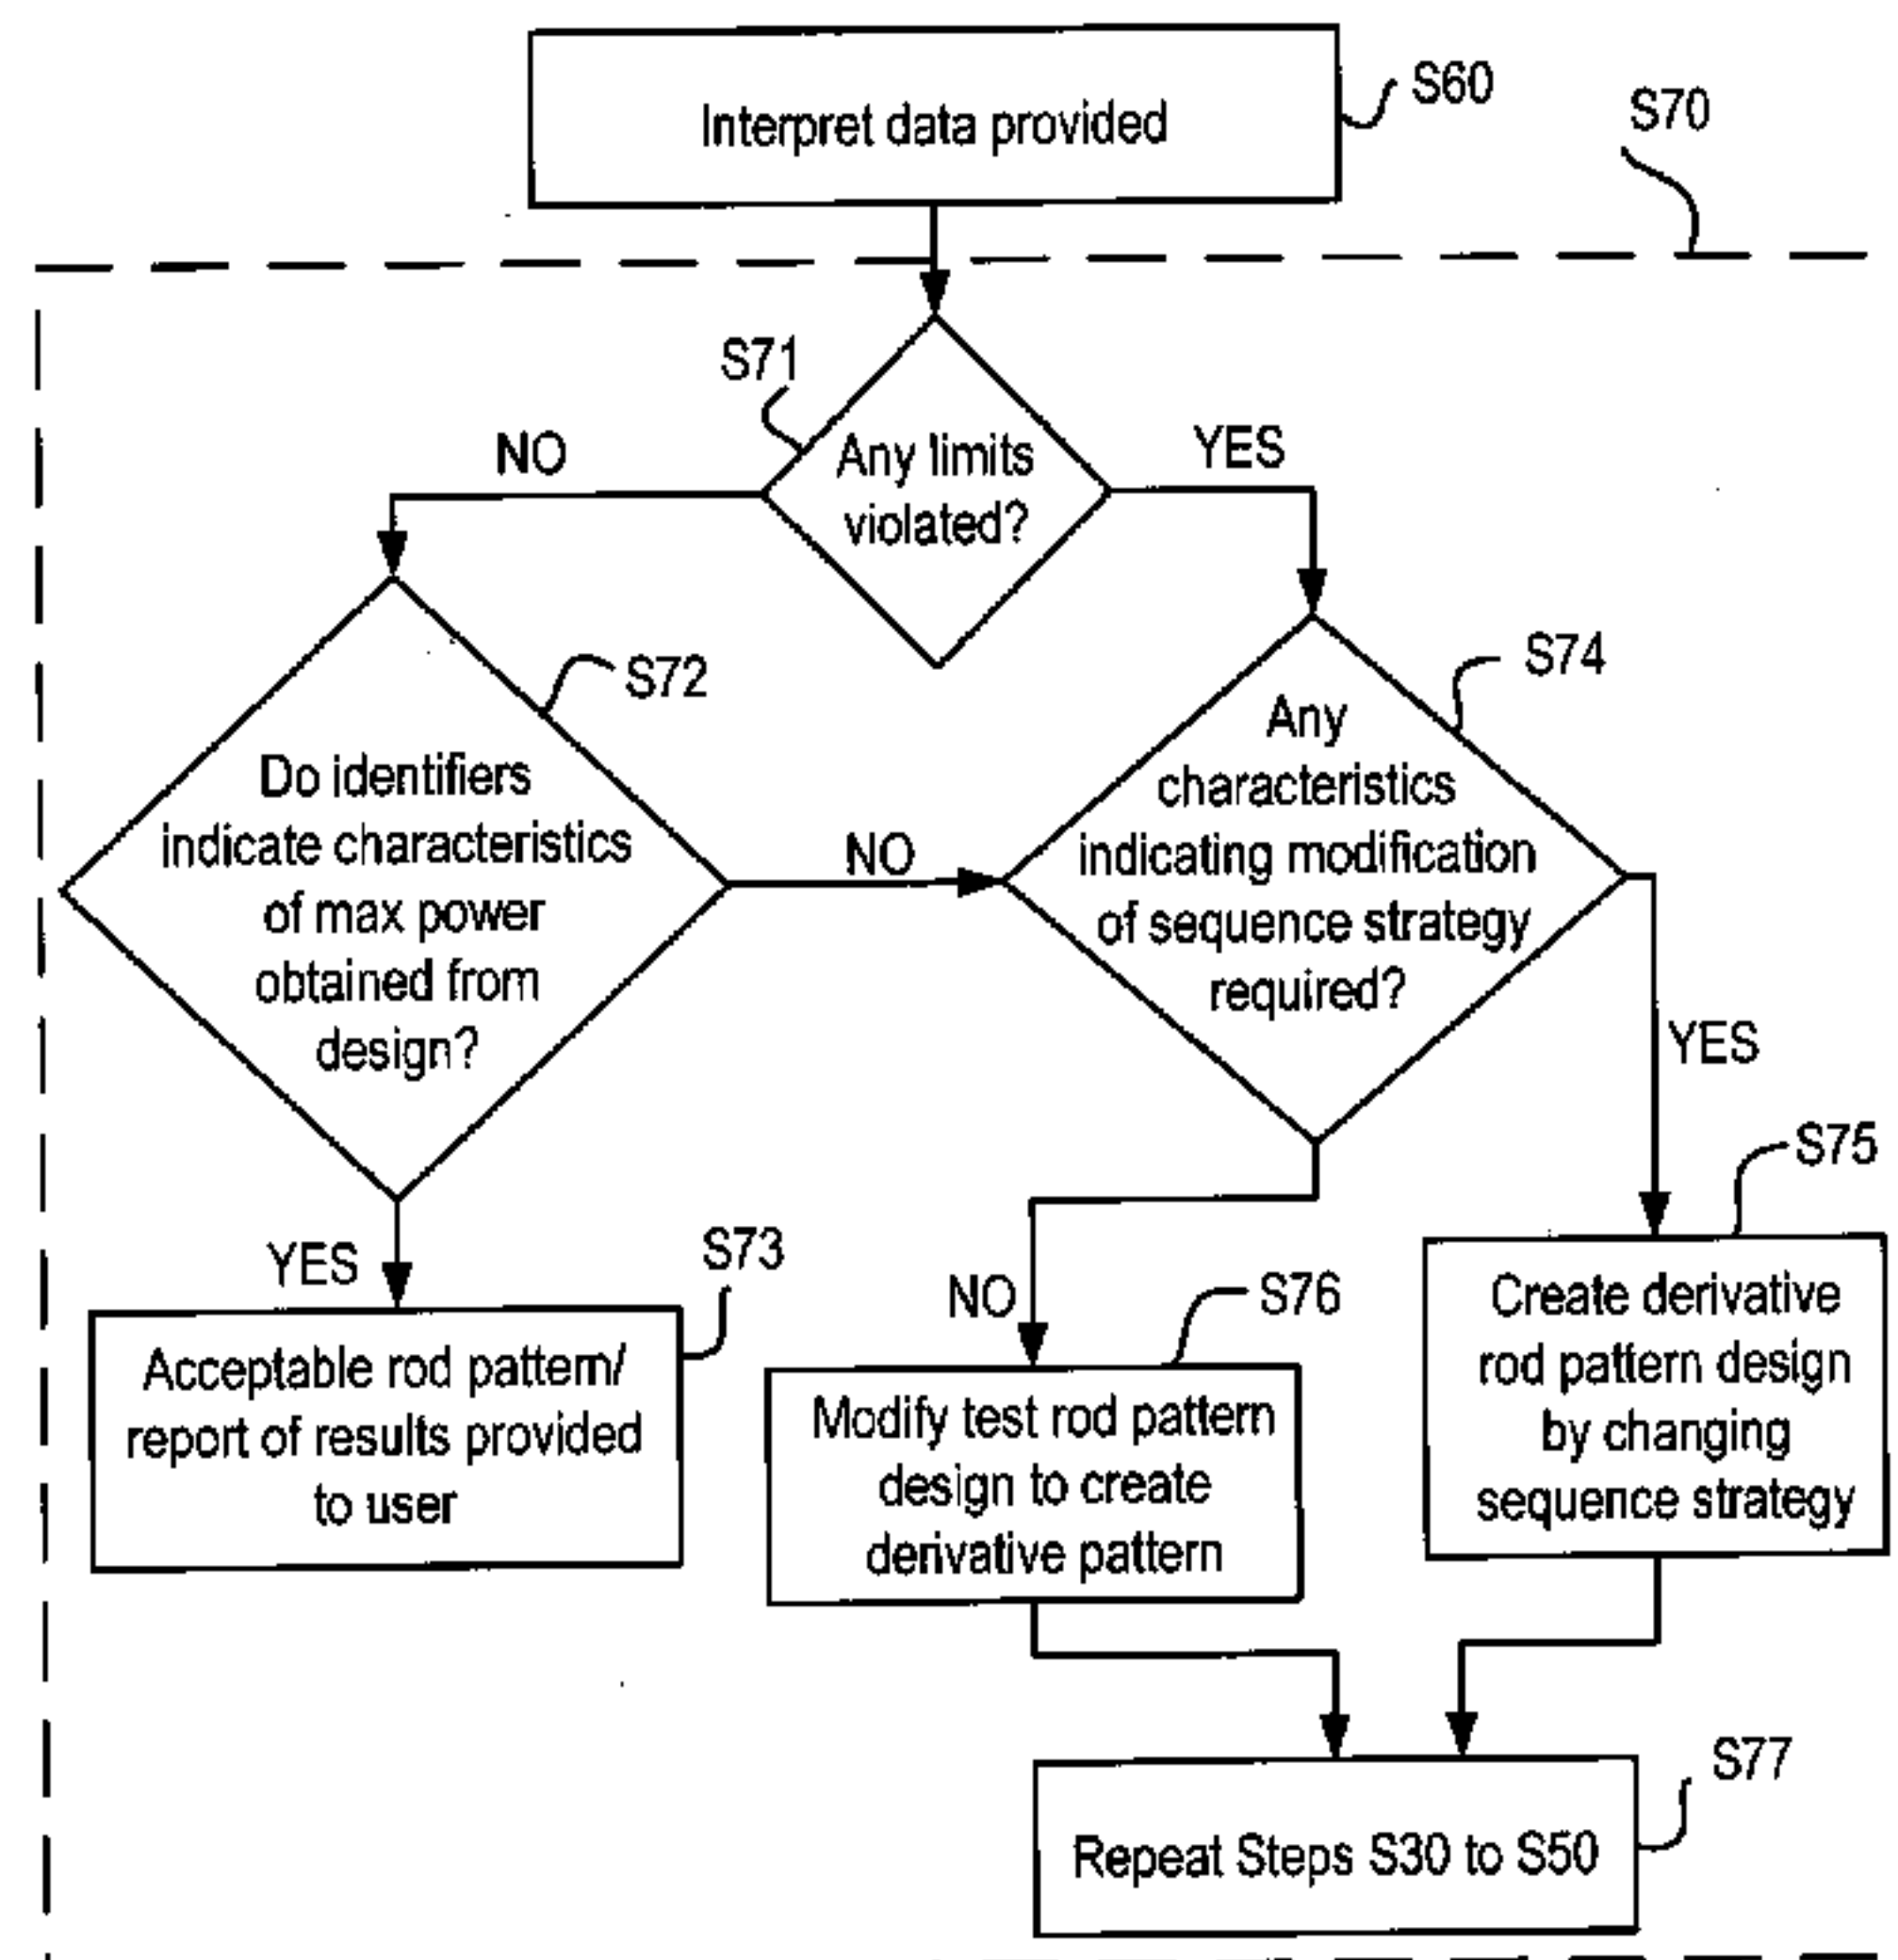 Interpret data provided
S60
S70
S71
Any limits
violated?
NO
YES
S72
Do identifiers
indicate characteristics
of max power
obtained from
design?
NO
S74
Any
characteristics
indicating modification
of sequence strategy
required?
YES
YES
S73
Acceptable rod pattern/
report of results provided
to user
NO
S76
Modify test rod pattern
design to create
derivative pattern
S75
Create derivative
rod pattern design
by changing
sequence strategy
S77
Repeat Steps S30 to S50